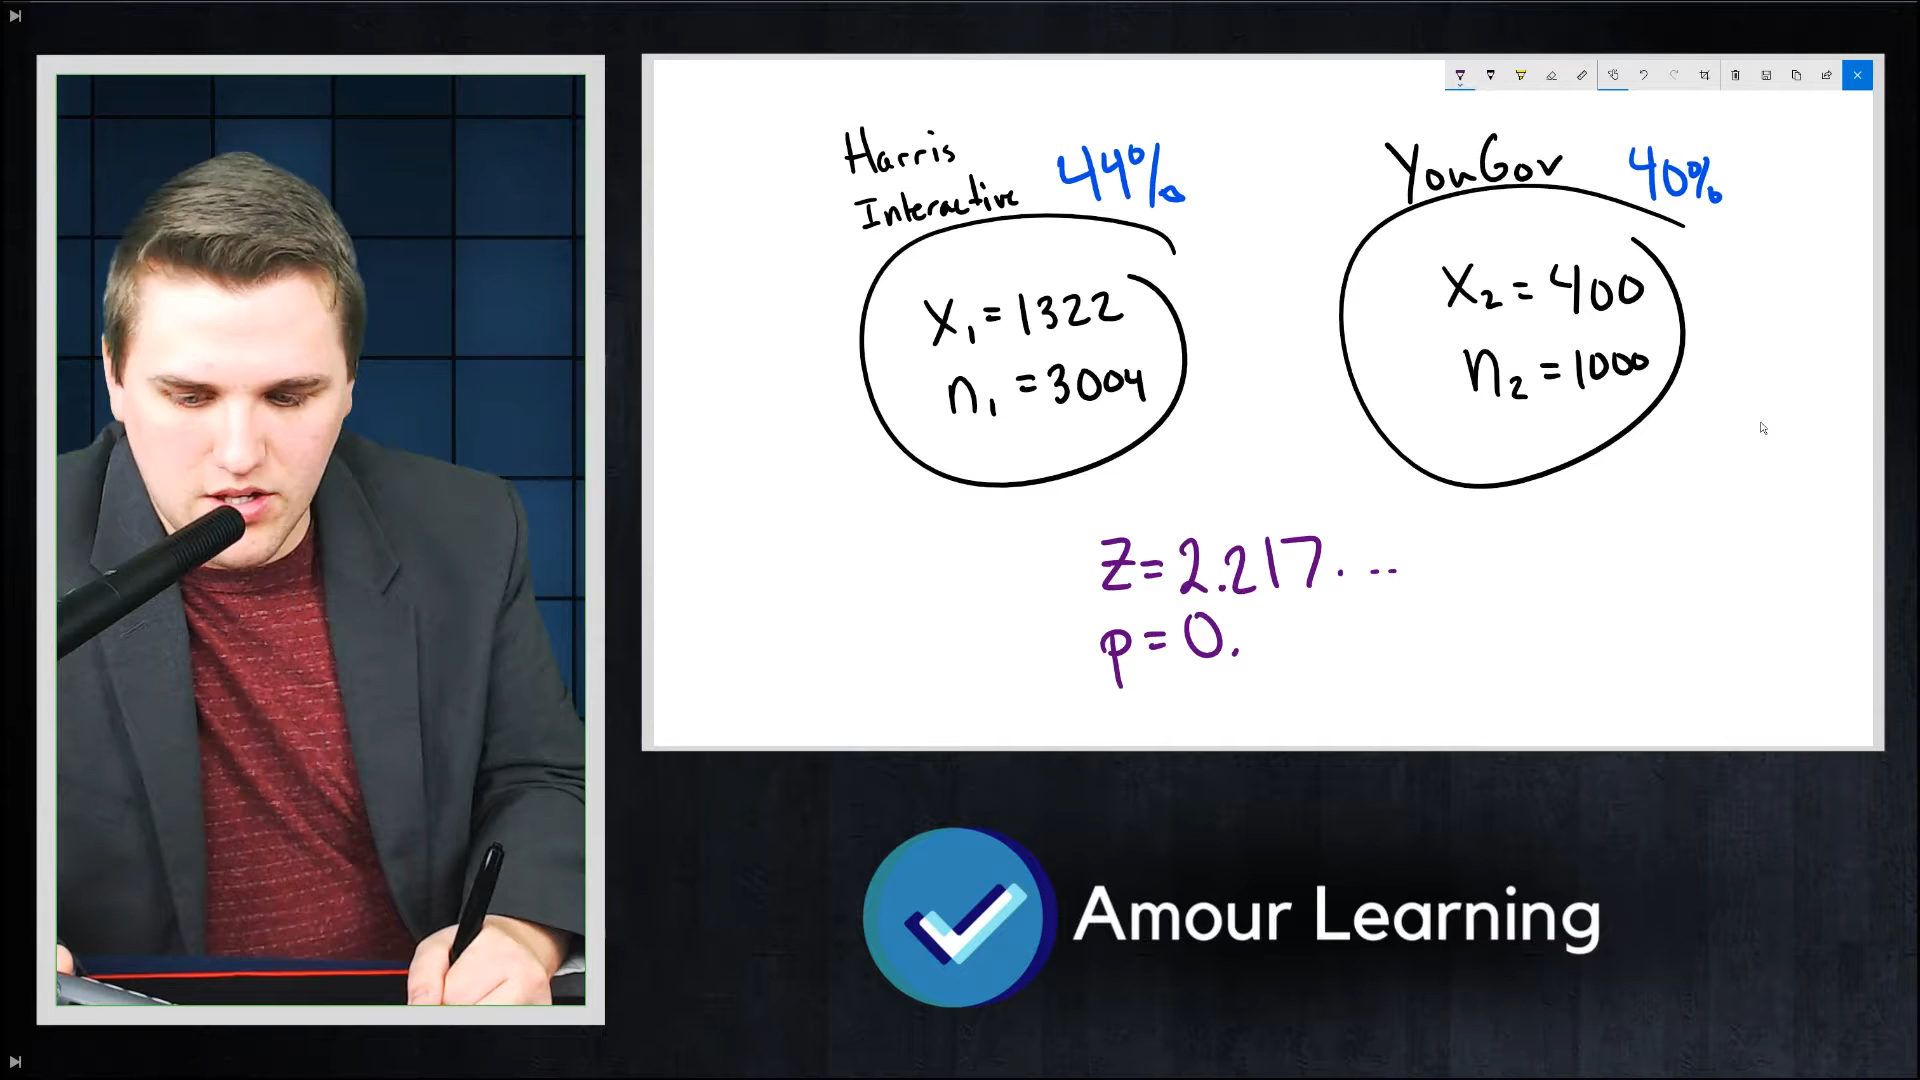 Harris
Interactive 44%
X₁ = 1322
n₁ = 3004
YouGov 40%
X₂ = 400
n₂ = 1000
Z = 2.217. ...
p = 0.
Amour Learning